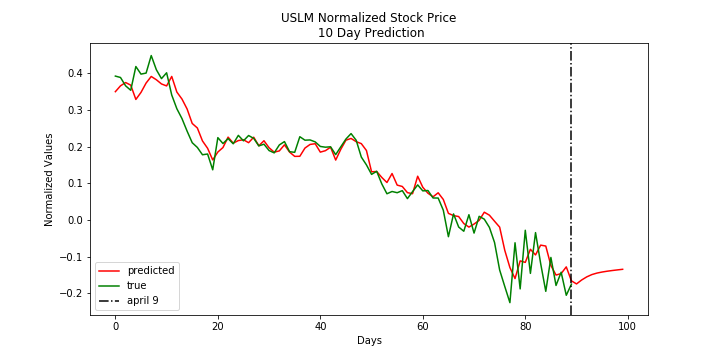 USLM Normalized Stock Price
10 Day Prediction
Normalized Values
0.4
0.3
0.2
0.1
0.0
−0.1
−0.2
predicted
true
april 9
0
20
40
60
80
100
Days